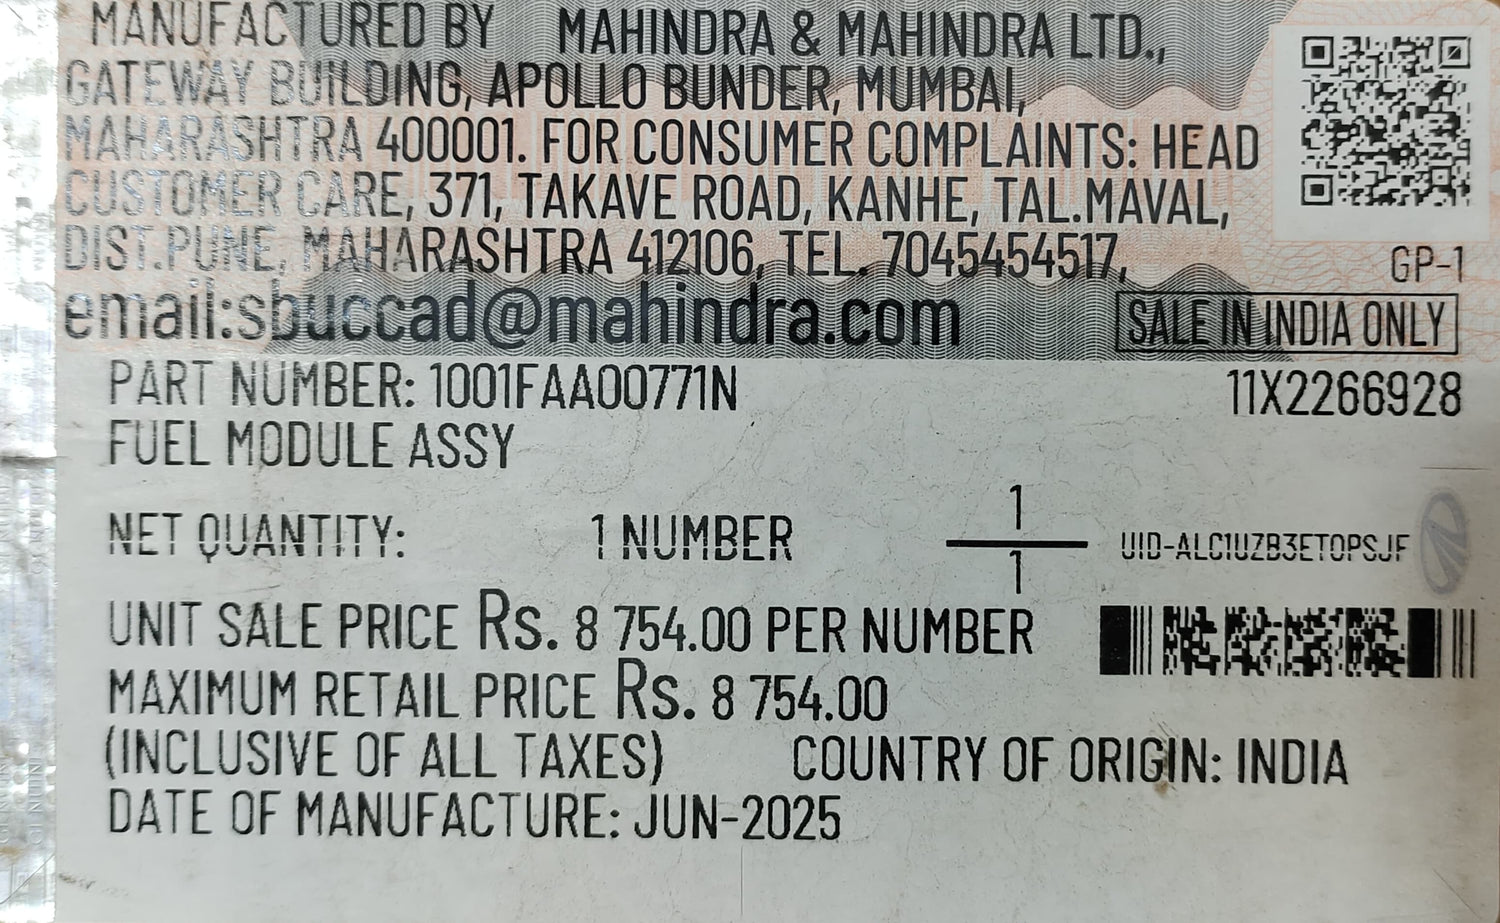 MANUFACTURED BY MAHINDRA & MAHINDRA LTD.,
GATEWAY BUILDING, APOLLO BUNDER, MUMBAI,
MAHARASHTRA 400001. FOR CONSUMER COMPLAINTS: HEAD
CUSTOMER CARE, 371, TAKAVE ROAD, KANHE, TAL.MAVAL,
DIST.PUNE, MAHARASHTRA 412106, TEL. 7045454517,
GP-1
email:sbuccad@mahindra.com
SALE IN INDIA ONLY
PART NUMBER: 1001FAA00771N 11X2266928
FUEL MODULE ASSY
NET QUANTITY: 1 NUMBER 1/1 UID-ALC1UZB3ETOPSJF
UNIT SALE PRICE Rs. 8 754.00 PER NUMBER
MAXIMUM RETAIL PRICE Rs. 8 754.00
(INCLUSIVE OF ALL TAXES) COUNTRY OF ORIGIN: INDIA
DATE OF MANUFACTURE: JUN-2025